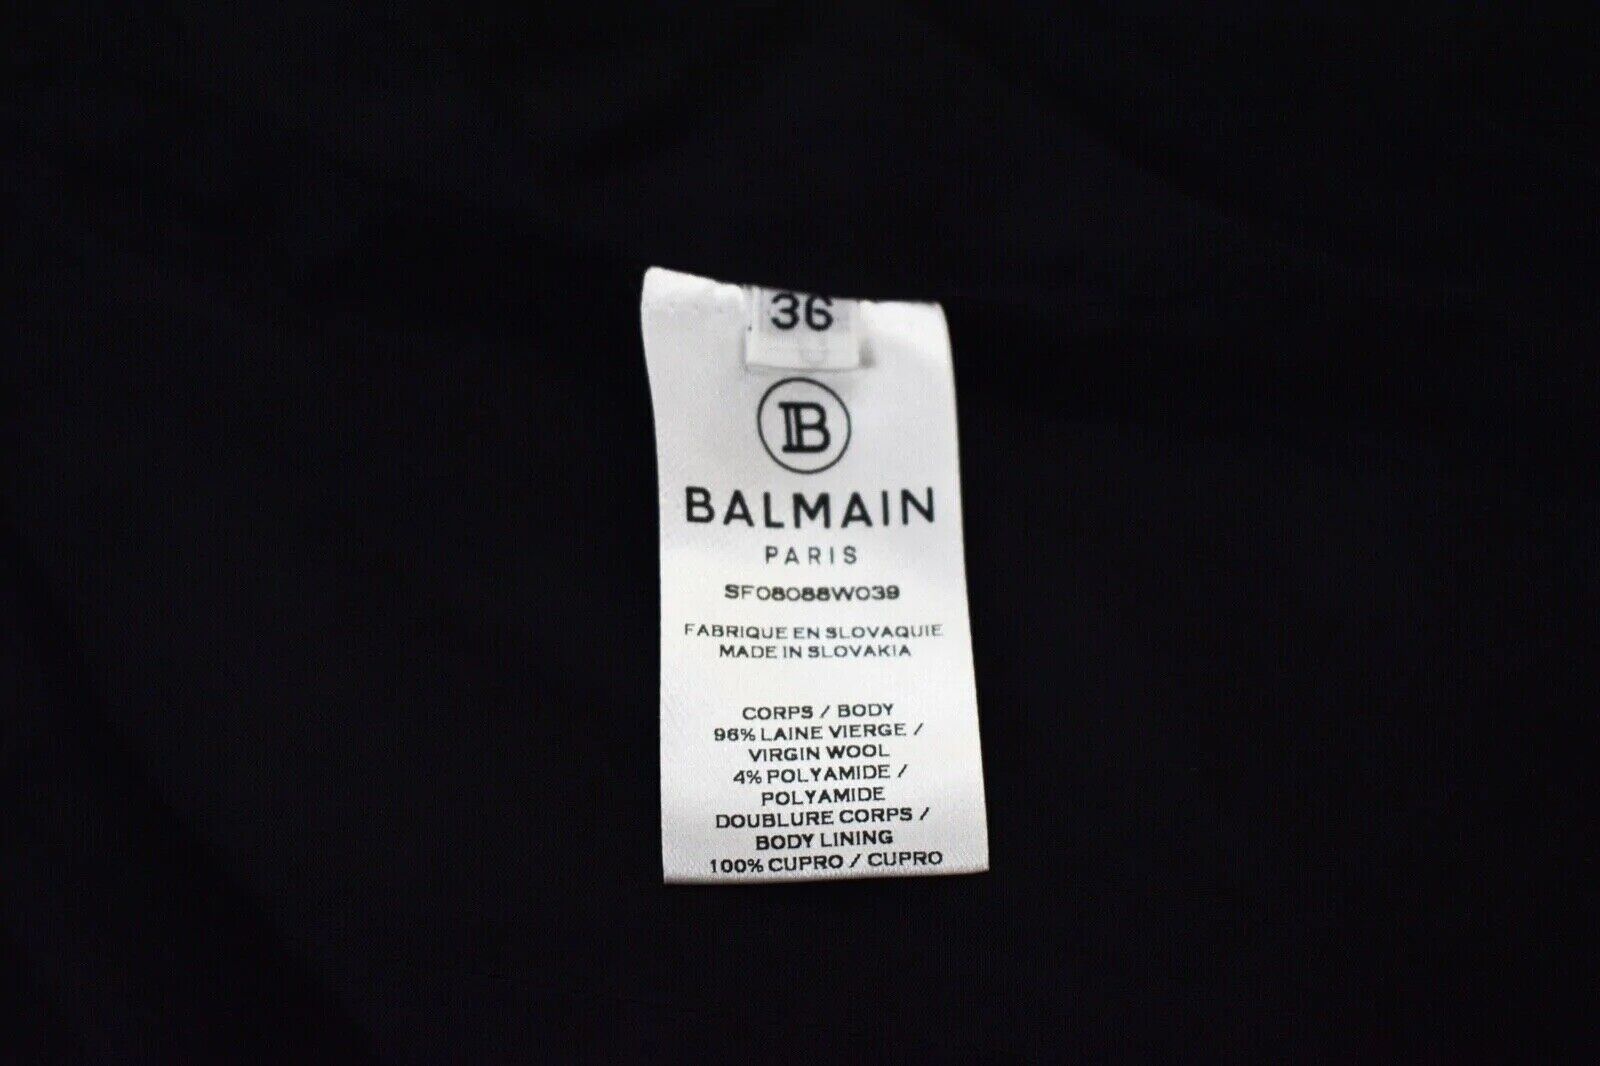 36
B
BALMAIN
PARIS
SF08088W039
FABRIQUE EN SLOVAQUIE
MADE IN SLOVAKIA
CORPS / BODY
96% LAINE VIERGE /
VIRGIN WOOL
4% POLYAMIDE /
POLYAMIDE
DOUBLURE CORPS /
BODY LINING
100% CUPRO / CUPRO